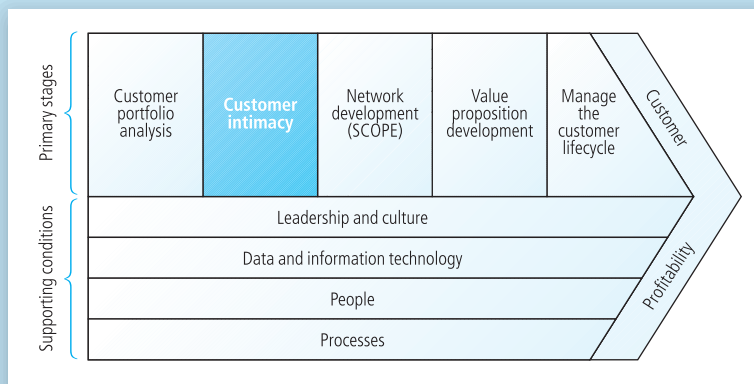 Primary stages
Customer
portfolio
analysis
Customer
intimacy
Network
development
(SCOPE)
Value
proposition
development
Manage
the
customer
lifecycle
Customer
Supporting conditions
Leadership and culture
Data and information technology
People
Processes
Profitability